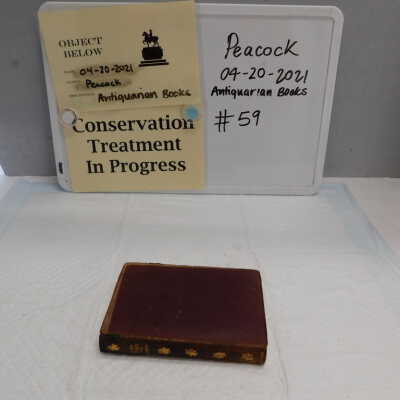 OBJECT
BELOW
04-20-2021
Peacock
Antiquarian Books
Conservation
Treatment
In Progress
Peacock
04-20-2021
Antiquarian Books
#59